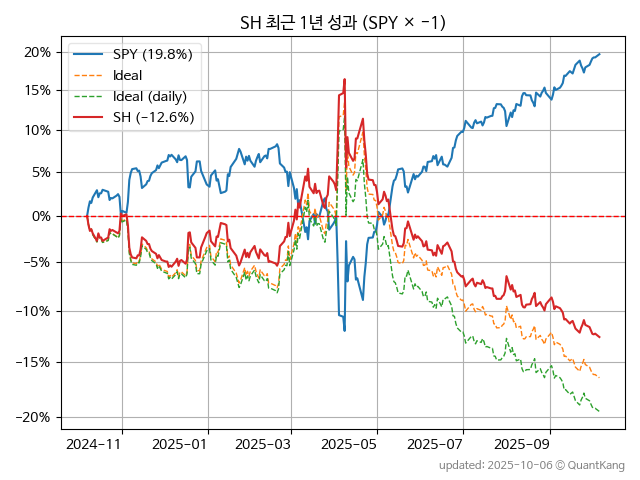 SH 최근 1년 성과 (SPY × −1)
SPY (19.8%)
Ideal
Ideal (daily)
SH (−12.6%)
20%
15%
10%
5%
0%
−5%
−10%
−15%
−20%
2024-11
2025-01
2025-03
2025-05
2025-07
2025-09
updated: 2025-10-06 © QuantKang